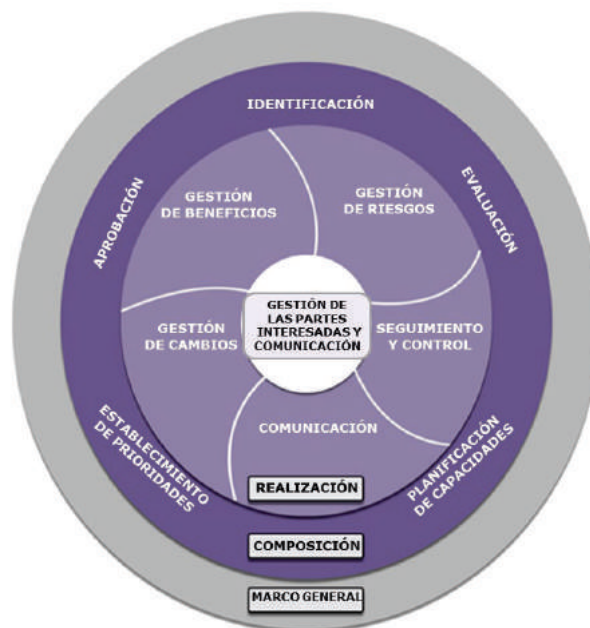 IDENTIFICACIÓN
APROBACIÓN
EVALUACIÓN
GESTIÓN
DE BENEFICIOS
GESTIÓN
DE RIESGOS
GESTIÓN DE
LAS PARTES
INTERESADAS Y
COMUNICACIÓN
GESTIÓN
DE CAMBIOS
SEGUIMIENTO
Y CONTROL
COMUNICACIÓN
ESTABLECIMIENTO
DE PRIORIDADES
PLANIFICACIÓN
DE CAPACIDADES
REALIZACIÓN
COMPOSICIÓN
MARCO GENERAL